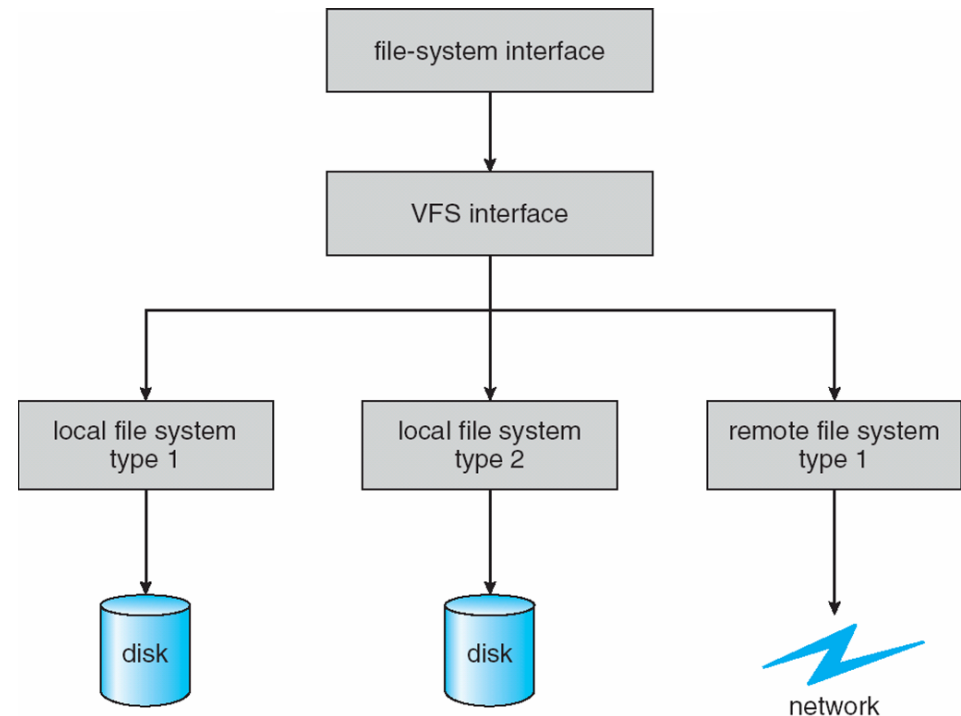 file-system interface
VFS interface
local file system
type 1
local file system
type 2
remote file system
type 1
disk
disk
network